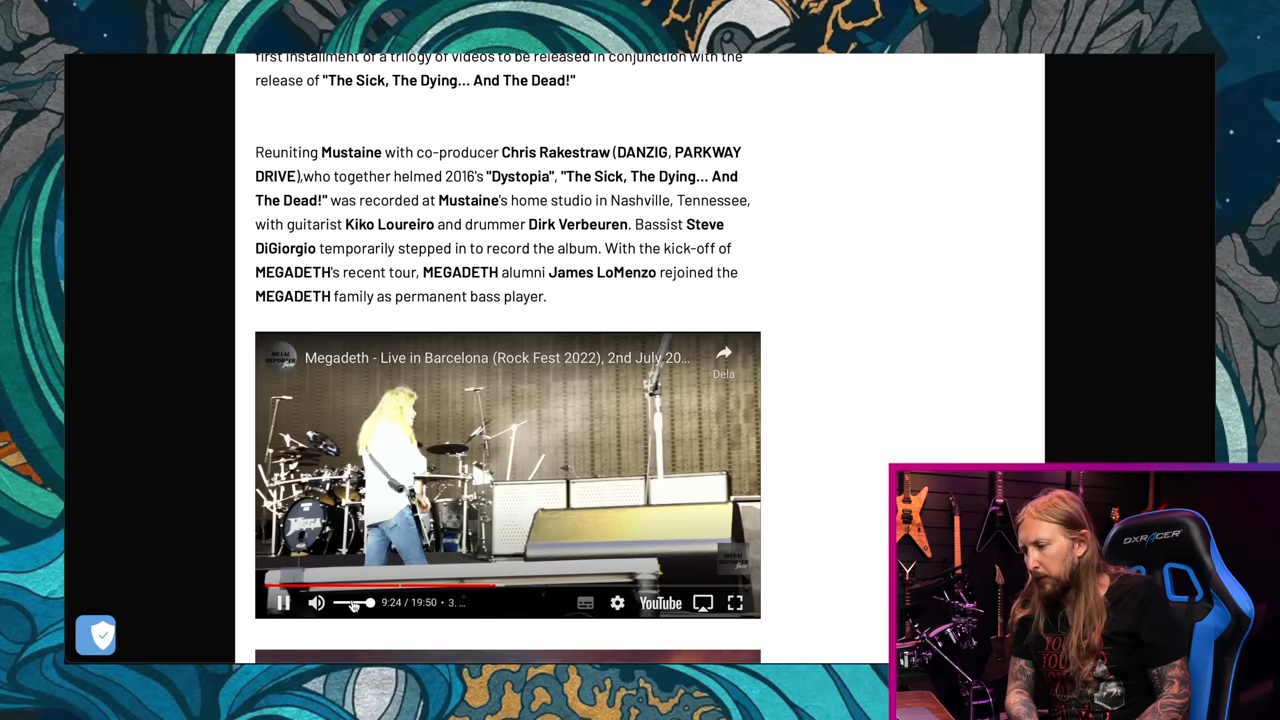 first installment of a trilogy of videos to be released in conjunction with the
release of "The Sick, The Dying... And The Dead!"
Reuniting Mustaine with co-producer Chris Rakestraw (DANZIG, PARKWAY
DRIVE),who together helmed 2016's "Dystopia", "The Sick, The Dying... And
The Dead!" was recorded at Mustaine's home studio in Nashville, Tennessee,
with guitarist Kiko Loureiro and drummer Dirk Verbeuren. Bassist Steve
DiGiorgio temporarily stepped in to record the album. With the kick-off of
MEGADETH's recent tour, MEGADETH alumni James LoMenzo rejoined the
MEGADETH family as permanent bass player.
METAL
REPORTER
Megadeth - Live in Barcelona (Rock Fest 2022), 2nd July 20...
Dela
METAL
REPORTER
9:24 / 19:50 • 3. ...
YouTube
DXRACER